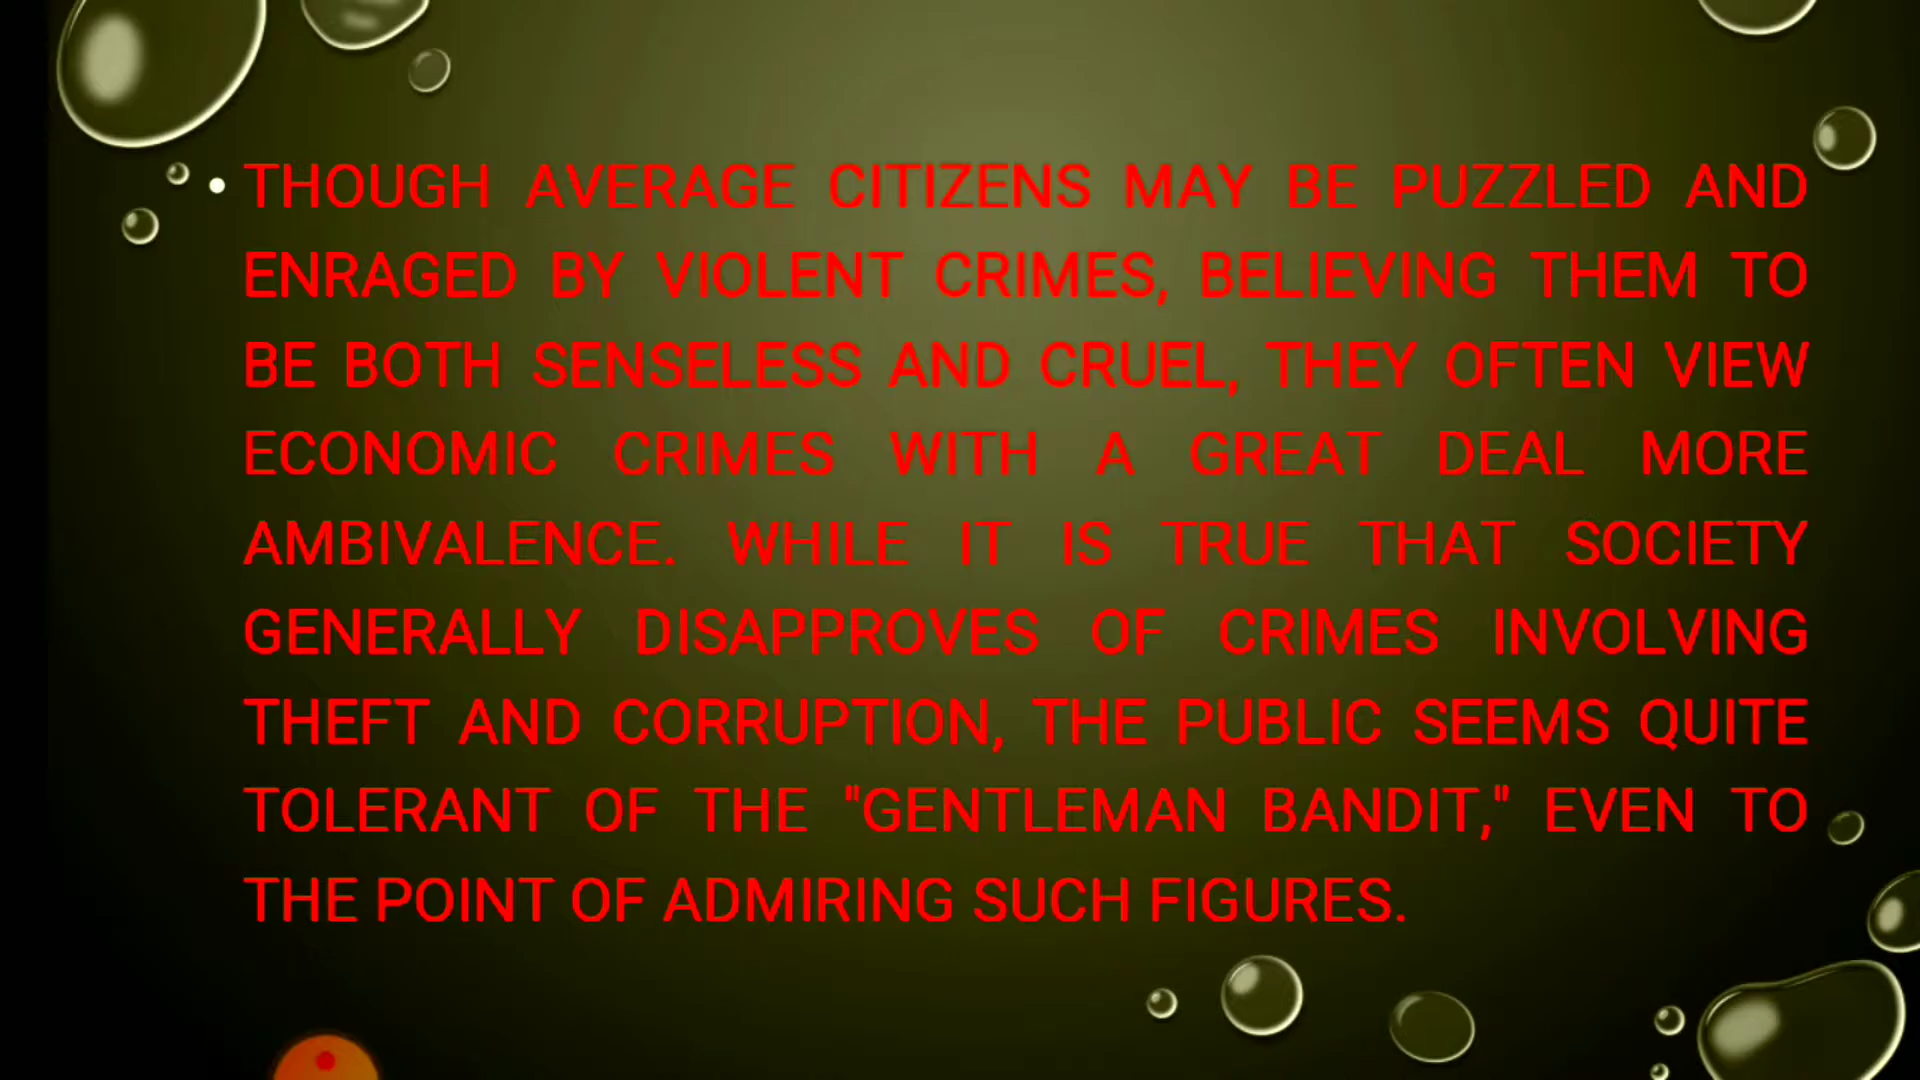 • THOUGH AVERAGE CITIZENS MAY BE PUZZLED AND
ENRAGED BY VIOLENT CRIMES, BELIEVING THEM TO
BE BOTH SENSELESS AND CRUEL, THEY OFTEN VIEW
ECONOMIC CRIMES WITH A GREAT DEAL MORE
AMBIVALENCE. WHILE IT IS TRUE THAT SOCIETY
GENERALLY DISAPPROVES OF CRIMES INVOLVING
THEFT AND CORRUPTION, THE PUBLIC SEEMS QUITE
TOLERANT OF THE "GENTLEMAN BANDIT," EVEN TO
THE POINT OF ADMIRING SUCH FIGURES.